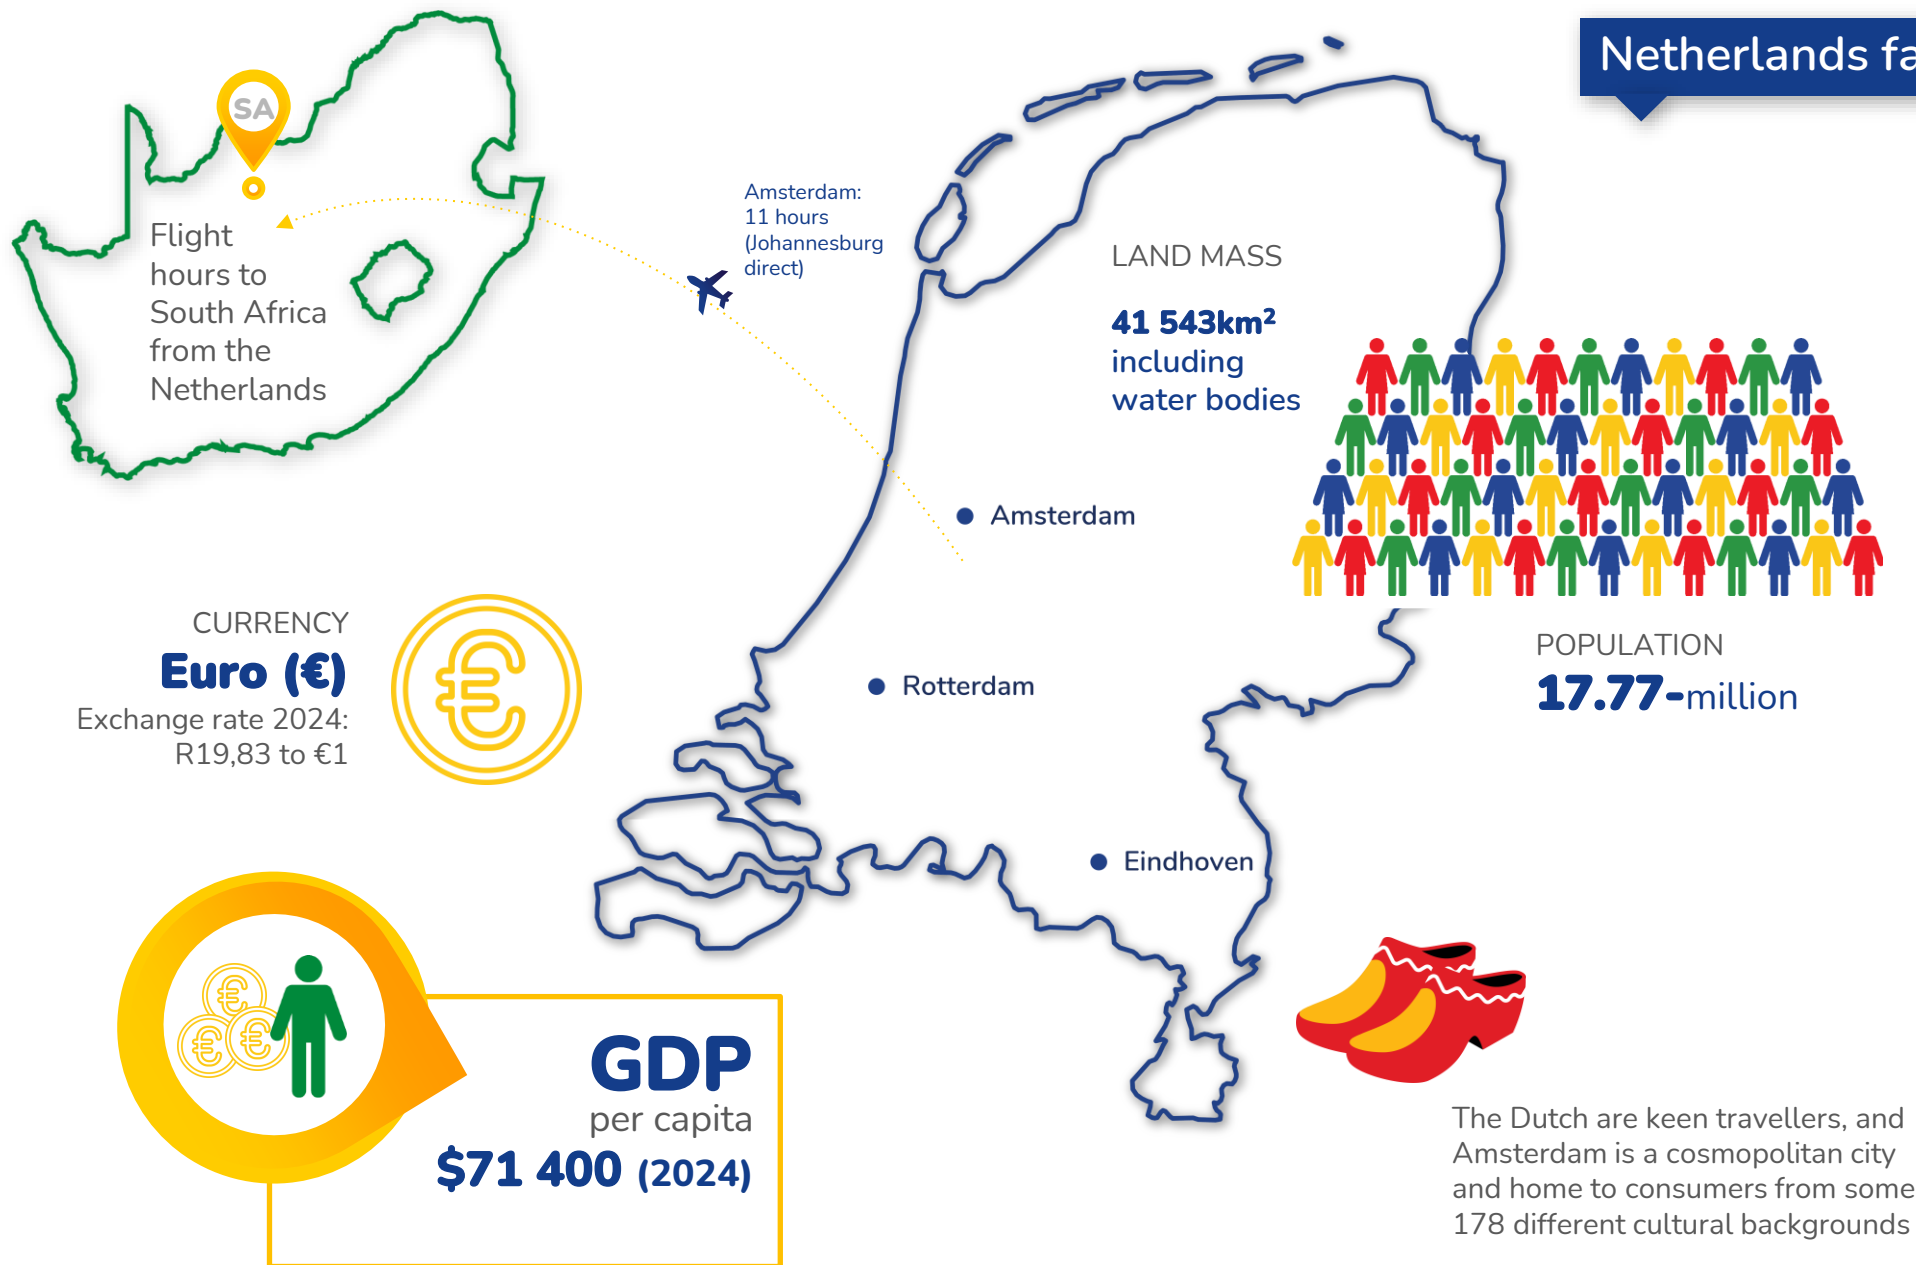 Netherlands fa
SA
Flight
hours to
South Africa
from the
Netherlands
Amsterdam:
11 hours
(Johannesburg
direct)
LAND MASS
41 543km²
including
water bodies
Amsterdam
Rotterdam
Eindhoven
CURRENCY
Euro (€)
Exchange rate 2024:
R19,83 to €1
€
POPULATION
17.77-million
€
€
€
GDP
per capita
$71 400 (2024)
The Dutch are keen travellers, and
Amsterdam is a cosmopolitan city
and home to consumers from some
178 different cultural backgrounds